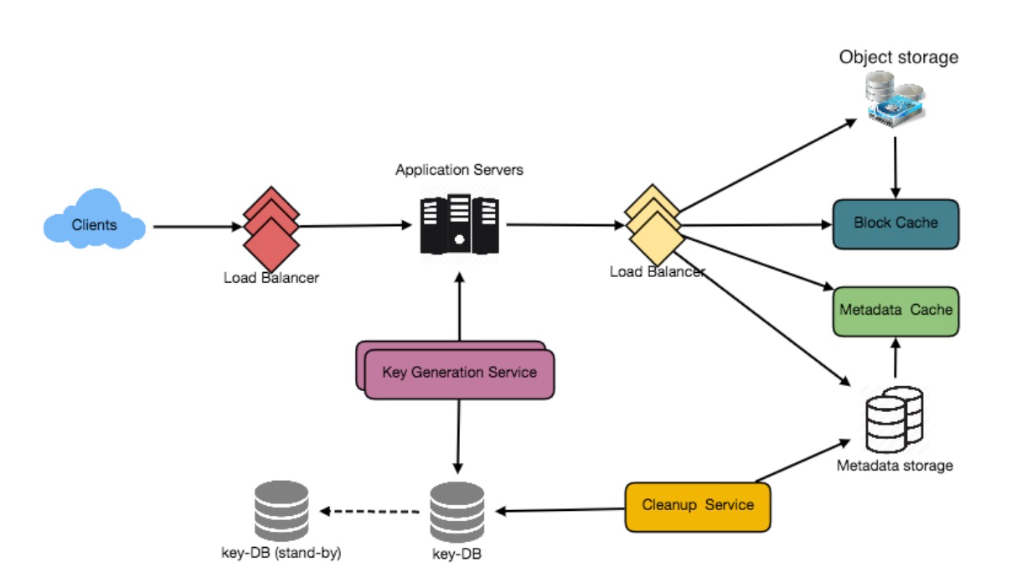 Object storage
Application Servers
Clients
Block Cache
Load Balancer
Load Balancer
Metadata Cache
Key Generation Service
Metadata storage
Cleanup Service
key-DB (stand-by)
key-DB